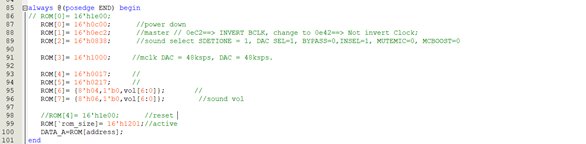 85 always @(posedge END) begin
86 // ROM[0]= 16'h1e00;
87 ROM[0]= 16'h0c00; //power down
88 ROM[1]= 16'h0ec2; //master // 0ec2==> INVERT BCLK, change to 0e42==> Not invert Clock;
89 ROM[2]= 16'h0838; //sound select SDETIONE = 1, DAC SEL=1, BYPASS=0,INSEL=1, MUTEMIC=0, MCBOOST=0
90
91 ROM[3]= 16'h1000; //mclk DAC = 48ksps, DAC = 48ksps.
92
93 ROM[4]= 16'h0017; //
94 ROM[5]= 16'h0217; //
95 ROM[6]= {8'h04,1'b0,vol[6:0]}; //
96 ROM[7]= {8'h06,1'b0,vol[6:0]}; //sound vol
97
98 //ROM[4]= 16'h1e00; //reset
99 ROM[`rom_size]= 16'h1201;//active
100 DATA_A=ROM[address];
101 end